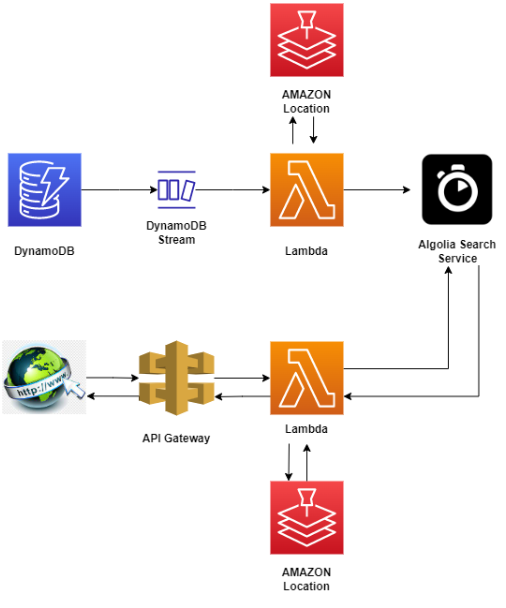 AMAZON
Location
DynamoDB
DynamoDB
Stream
Lambda
Algolia Search
Service
http://www.
API Gateway
Lambda
AMAZON
Location